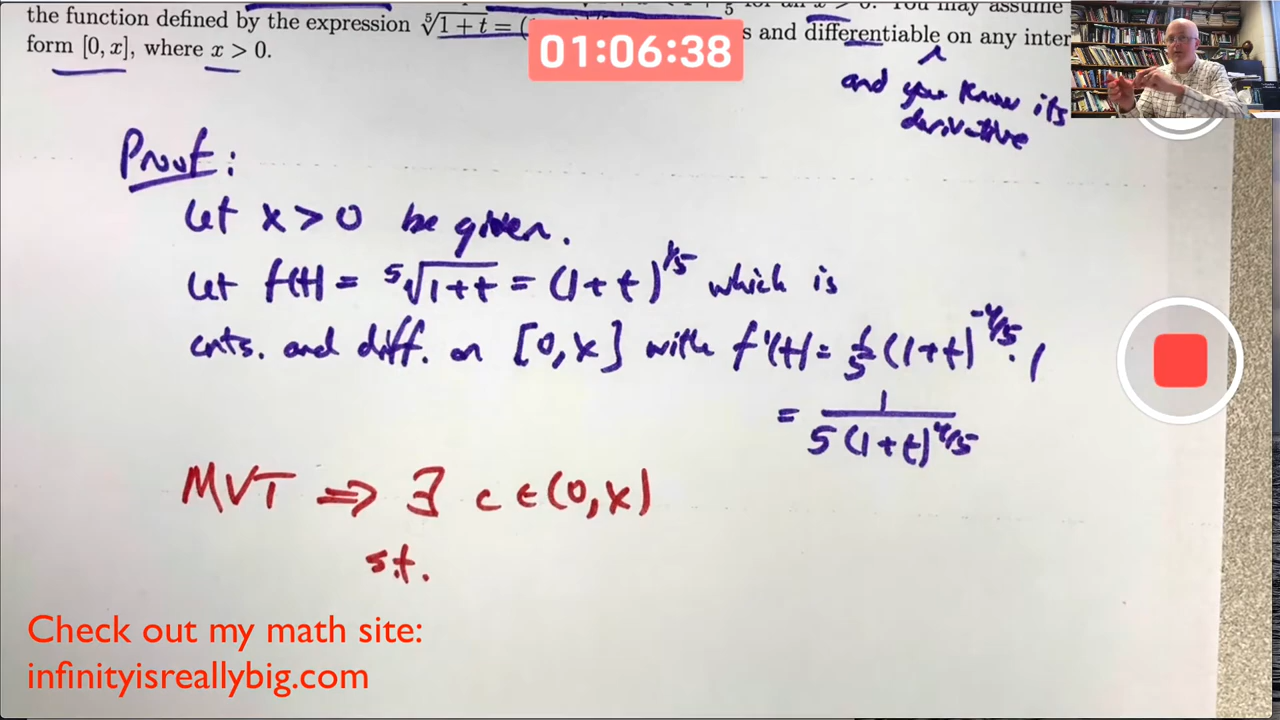 the function defined by the expression ⁵√1 + t = (
s and differentiable on any inter
form [0, x], where x > 0.
01:06:38
and you know its
derivative
Proof:
Let x > 0 be given.
Let f(t) = ⁵√1+t = (1+t)^1/5 which is
cnts. and diff. on [0,x] with f'(t) = 1/5 (1+t)^-4/5 · 1
= 1 / 5(1+t)^4/5
MVT ⇒ ∃ c ∈ (0,x)
s.t.
Check out my math site:
infinityisreallybig.com